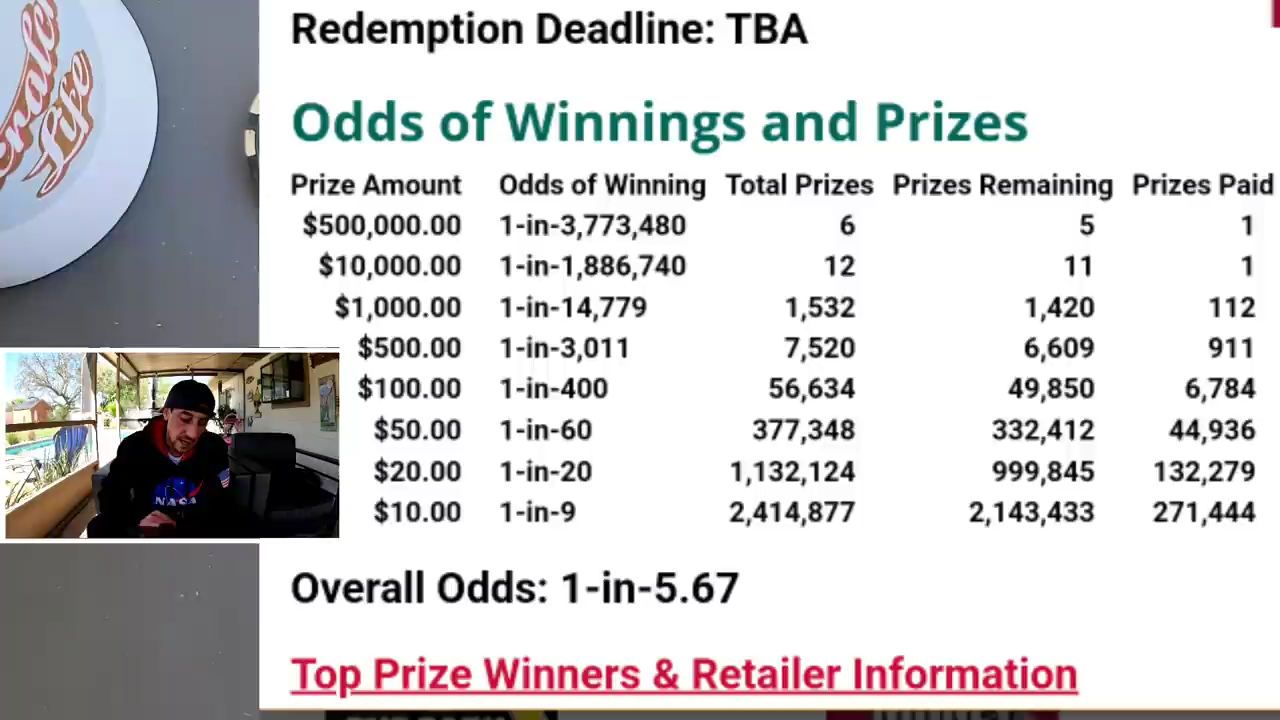 Life
NASA
Redemption Deadline: TBA
Odds of Winnings and Prizes
Prize Amount Odds of Winning Total Prizes Prizes Remaining Prizes Paid
$500,000.00 1-in-3,773,480 6 5 1
$10,000.00 1-in-1,886,740 12 11 1
$1,000.00 1-in-14,779 1,532 1,420 112
$500.00 1-in-3,011 7,520 6,609 911
$100.00 1-in-400 56,634 49,850 6,784
$50.00 1-in-60 377,348 332,412 44,936
$20.00 1-in-20 1,132,124 999,845 132,279
$10.00 1-in-9 2,414,877 2,143,433 271,444
Overall Odds: 1-in-5.67
Top Prize Winners & Retailer Information